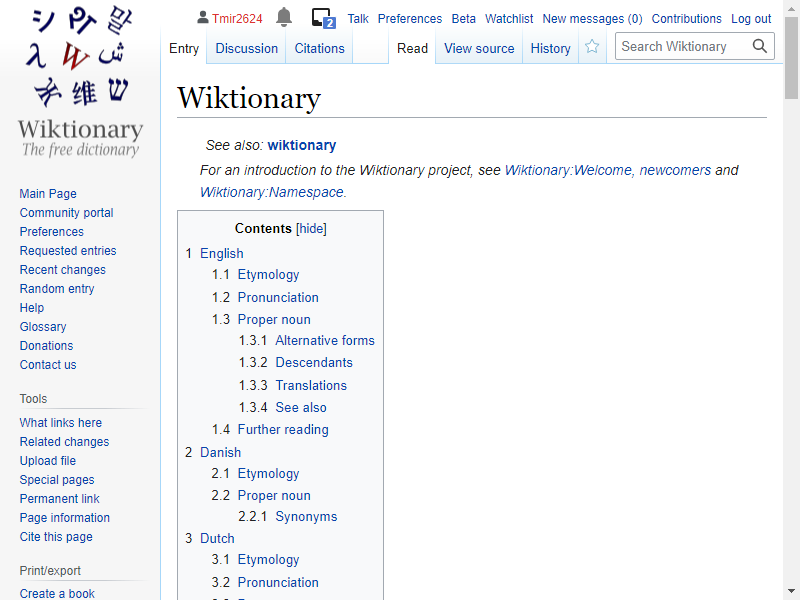 シ Ч 말
λ W ش
维 ש
Wiktionary
The free dictionary
Tmir2624 2 Talk Preferences Beta Watchlist New messages (0) Contributions Log out
Entry Discussion Citations Read View source History Search Wiktionary
Wiktionary
See also: wiktionary
For an introduction to the Wiktionary project, see Wiktionary:Welcome, newcomers and
Wiktionary:Namespace.
Main Page
Community portal
Preferences
Requested entries
Recent changes
Random entry
Help
Glossary
Donations
Contact us
Tools
What links here
Related changes
Upload file
Special pages
Permanent link
Page information
Cite this page
Print/export
Create a book
Contents [hide]
1 English
1.1 Etymology
1.2 Pronunciation
1.3 Proper noun
1.3.1 Alternative forms
1.3.2 Descendants
1.3.3 Translations
1.3.4 See also
1.4 Further reading
2 Danish
2.1 Etymology
2.2 Proper noun
2.2.1 Synonyms
3 Dutch
3.1 Etymology
3.2 Pronunciation